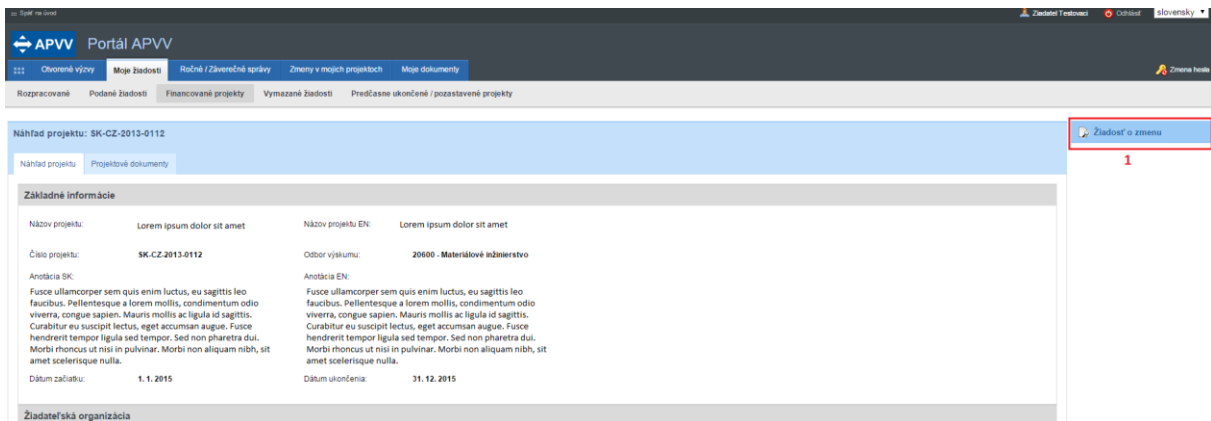 Späť na úvod
Ziadatel Testovaci
Odhlásiť
slovensky
APVV Portál APVV
Otvorené výzvy Moje žiadosti Ročné / Záverečné správy Zmeny v mojich projektoch Moje dokumenty
Zmena hesla
Rozpracované Podané žiadosti Financované projekty Vymazané žiadosti Predčasne ukončené / pozastavené projekty
Náhľad projektu: SK-CZ-2013-0112
Žiadosť o zmenu
1
Náhľad projektu Projektové dokumenty
Základné informácie
Názov projektu: Lorem ipsum dolor sit amet
Názov projektu EN: Lorem ipsum dolor sit amet
Číslo projektu: SK-CZ-2013-0112
Odbor výskumu: 20600 - Materiálové inžinierstvo
Anotácia SK:
Fusce ullamcorper sem quis enim luctus, eu sagittis leo
faucibus. Pellentesque a lorem mollis, condimentum odio
viverra, congue sapien. Mauris mollis ac ligula id sagittis.
Curabitur eu suscipit lectus, eget accumsan augue. Fusce
hendrerit tempor ligula sed tempor. Sed non pharetra dui.
Morbi rhoncus ut nisi in pulvinar. Morbi non aliquam nibh, sit
amet scelerisque nulla.
Anotácia EN:
Fusce ullamcorper sem quis enim luctus, eu sagittis leo
faucibus. Pellentesque a lorem mollis, condimentum odio
viverra, congue sapien. Mauris mollis ac ligula id sagittis.
Curabitur eu suscipit lectus, eget accumsan augue. Fusce
hendrerit tempor ligula sed tempor. Sed non pharetra dui.
Morbi rhoncus ut nisi in pulvinar. Morbi non aliquam nibh, sit
amet scelerisque nulla.
Dátum začiatku: 1. 1. 2015
Dátum ukončenia: 31. 12. 2015
Žiadateľská organizácia